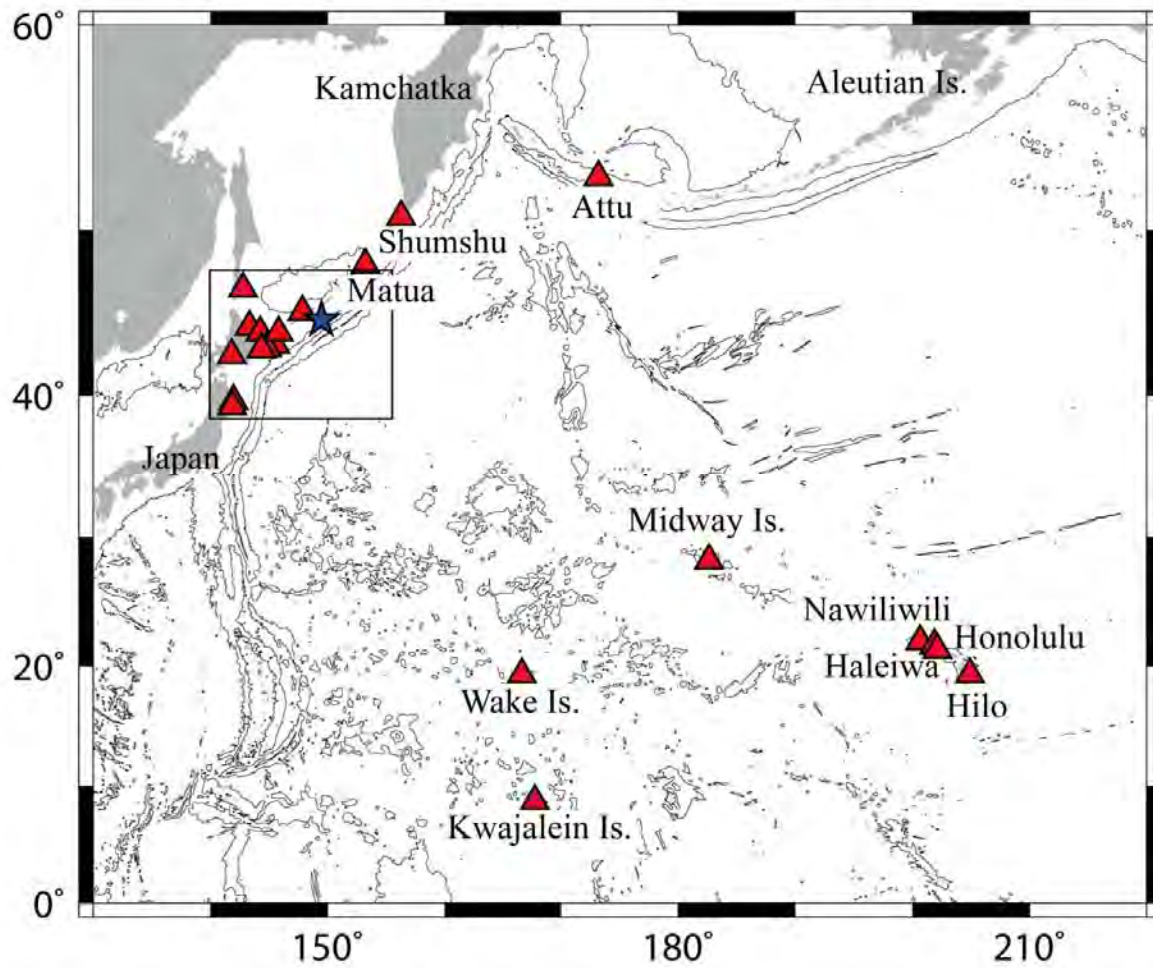 60°
Kamchatka
Aleutian Is.
Attu
Shumshu
Matua
40°
Japan
Midway Is.
Nawiliwili
Honolulu
Haleiwa
20°
Wake Is.
Hilo
Kwajalein Is.
0°
150°
180°
210°